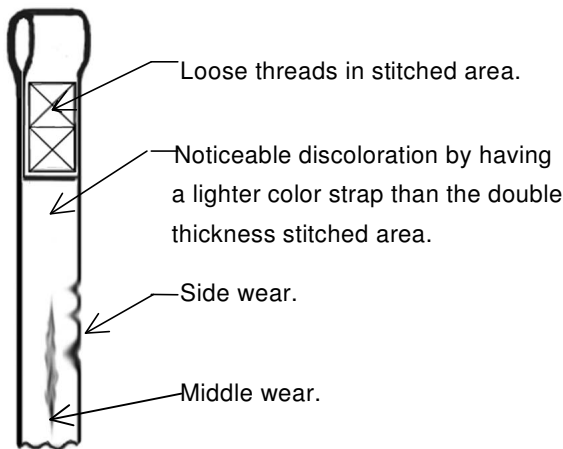 Loose threads in stitched area.
Noticeable discoloration by having
a lighter color strap than the double
thickness stitched area.
Side wear.
Middle wear.